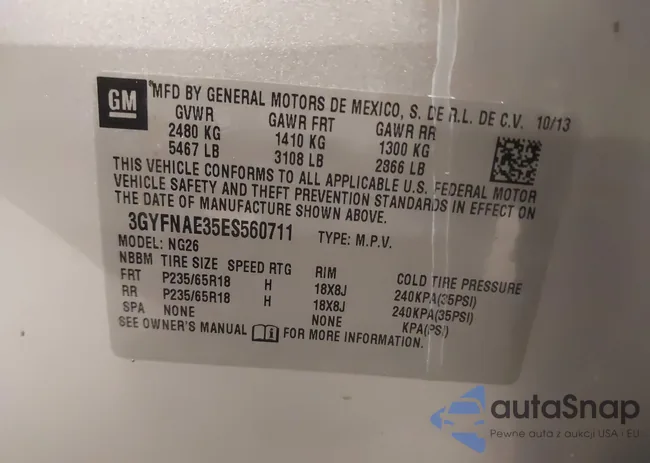 GM
MFD BY GENERAL MOTORS DE MEXICO, S. DE R.L. DE C.V. 10/13
GVWR GAWR FRT GAWR RR
2480 KG 1410 KG 1300 KG
5467 LB 3108 LB 2866 LB
THIS VEHICLE CONFORMS TO ALL APPLICABLE U.S. FEDERAL MOTOR
VEHICLE SAFETY AND THEFT PREVENTION STANDARDS IN EFFECT ON
THE DATE OF MANUFACTURE SHOWN ABOVE.
3GYFNAE35ES560711 TYPE: M.P.V.
MODEL: NG26
NBBM TIRE SIZE SPEED RTG RIM COLD TIRE PRESSURE
FRT P235/65R18 H 18X8J 240KPA(35PSI)
RR P235/65R18 H 18X8J 240KPA(35PSI)
SPA NONE NONE KPA(PSI)
SEE OWNER'S MANUAL FOR MORE INFORMATION.
autaSnap
Pewne auta z aukcji USA i EU